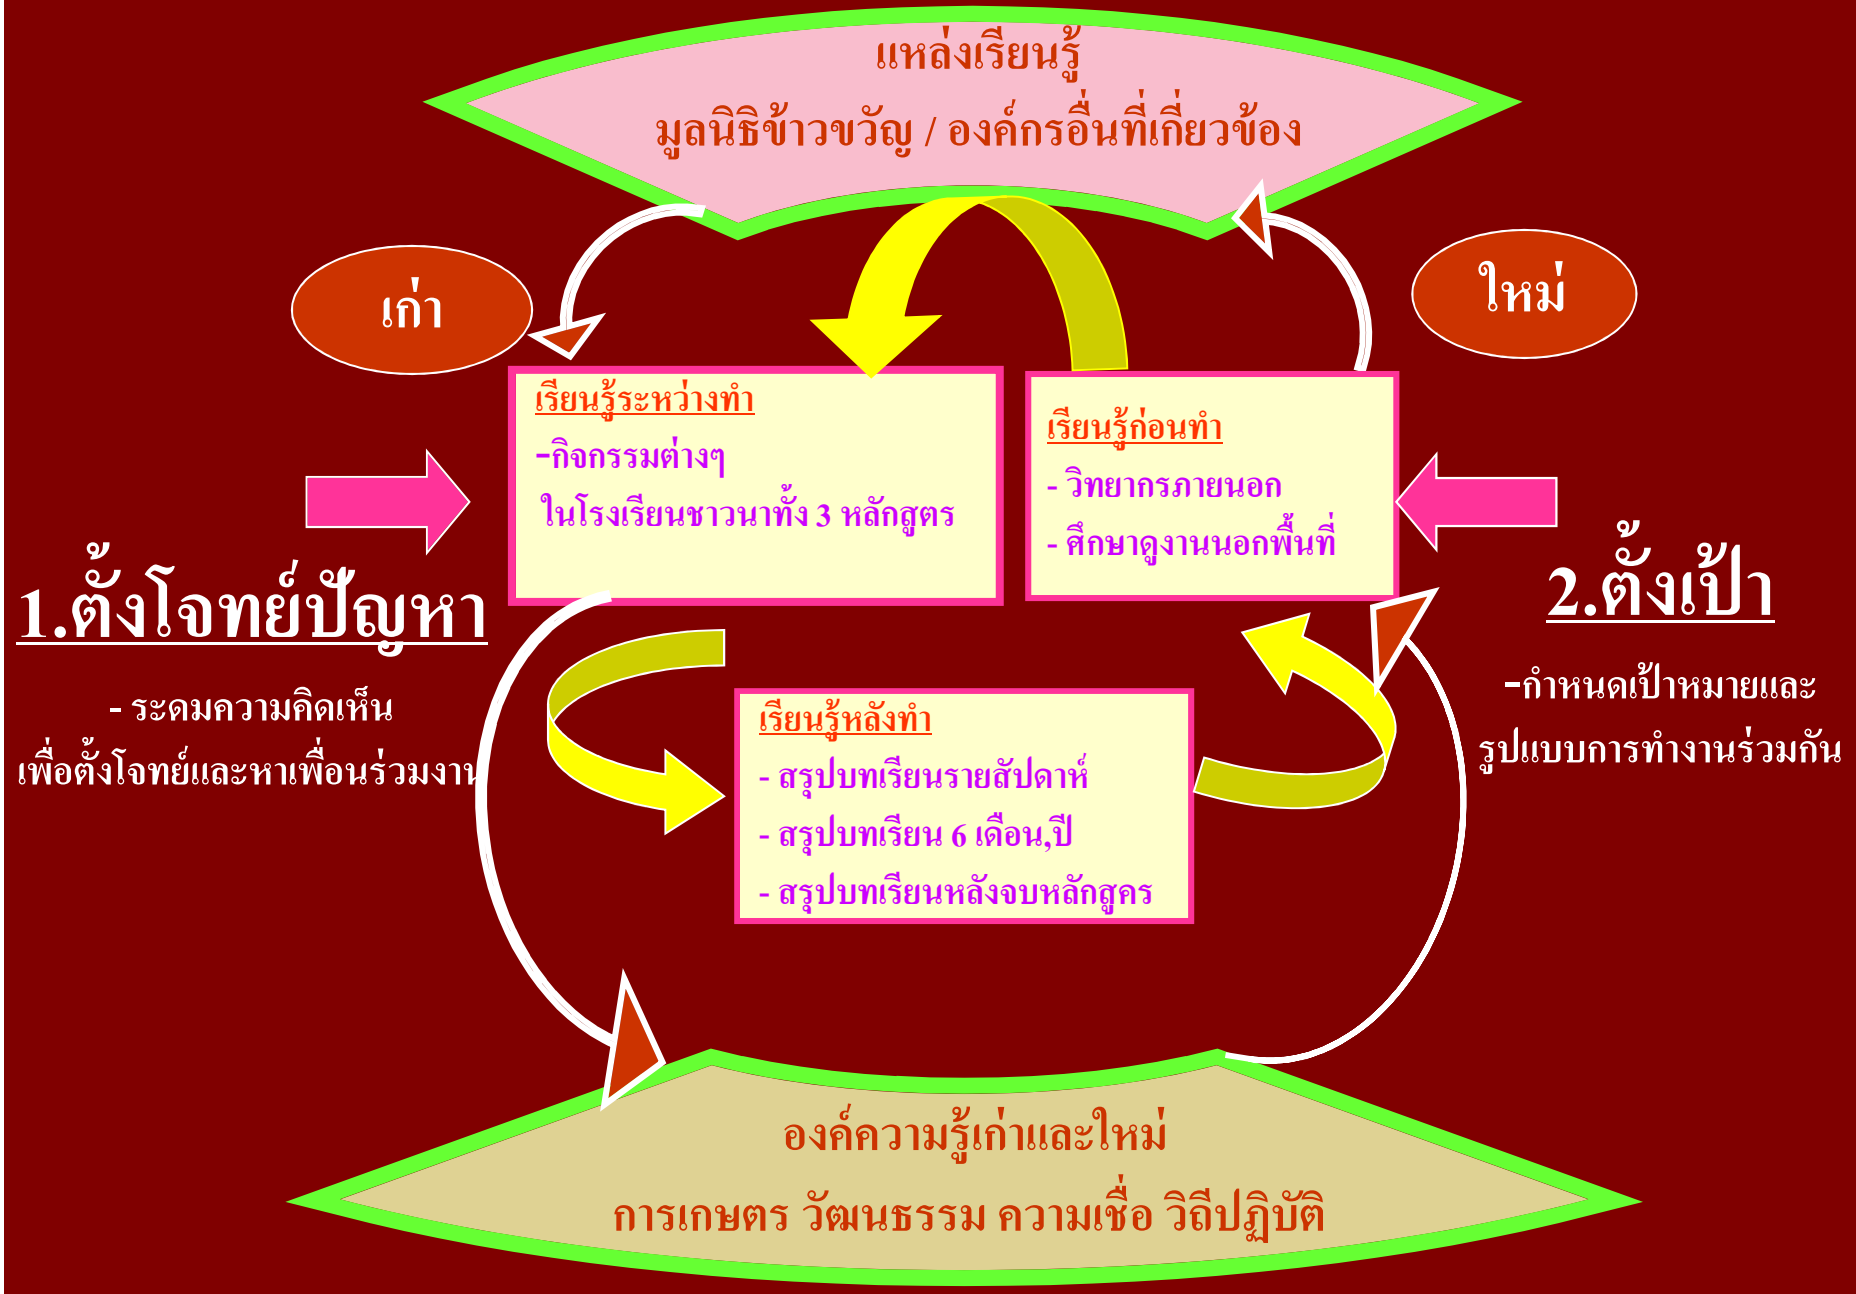 แหล่งเรียนรู้
มูลนิธิข้าวขวัญ / องค์กรอื่นที่เกี่ยวข้อง
เก่า
ใหม่
เรียนรู้ระหว่างทำ
-กิจกรรมต่างๆ
ในโรงเรียนชาวนาทั้ง 3 หลักสูตร
เรียนรู้ก่อนทำ
- วิทยากรภายนอก
- ศึกษาดูงานนอกพื้นที่
1.ตั้งโจทย์ปัญหา
- ระดมความคิดเห็น
เพื่อตั้งโจทย์และหาเพื่อนร่วมงาน
2.ตั้งเป้า
-กำหนดเป้าหมายและ
รูปแบบการทำงานร่วมกัน
เรียนรู้หลังทำ
- สรุปบทเรียนรายสัปดาห์
- สรุปบทเรียน 6 เดือน,ปี
- สรุปบทเรียนหลังจบหลักสูคร
องค์ความรู้เก่าและใหม่
การเกษตร วัฒนธรรม ความเชื่อ วิถีปฏิบัติ